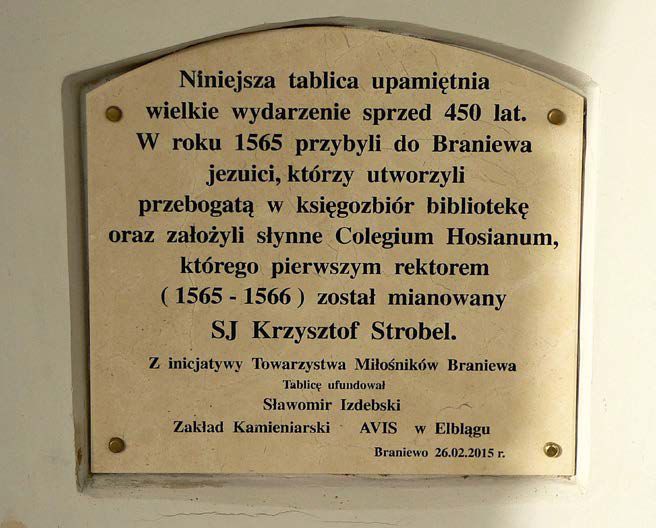 Niniejsza tablica upamiętnia
wielkie wydarzenie sprzed 450 lat.
W roku 1565 przybyli do Braniewa
jezuici, którzy utworzyli
przebogatą w księgozbiór bibliotekę
oraz założyli słynne Colegium Hosianum,
którego pierwszym rektorem
( 1565 - 1566 ) został mianowany
SJ Krzysztof Strobel.
Z inicjatywy Towarzystwa Miłośników Braniewa
Tablicę ufundował
Sławomir Izdebski
Zakład Kamieniarski AVIS w Elblągu
Braniewo 26.02.2015 r.